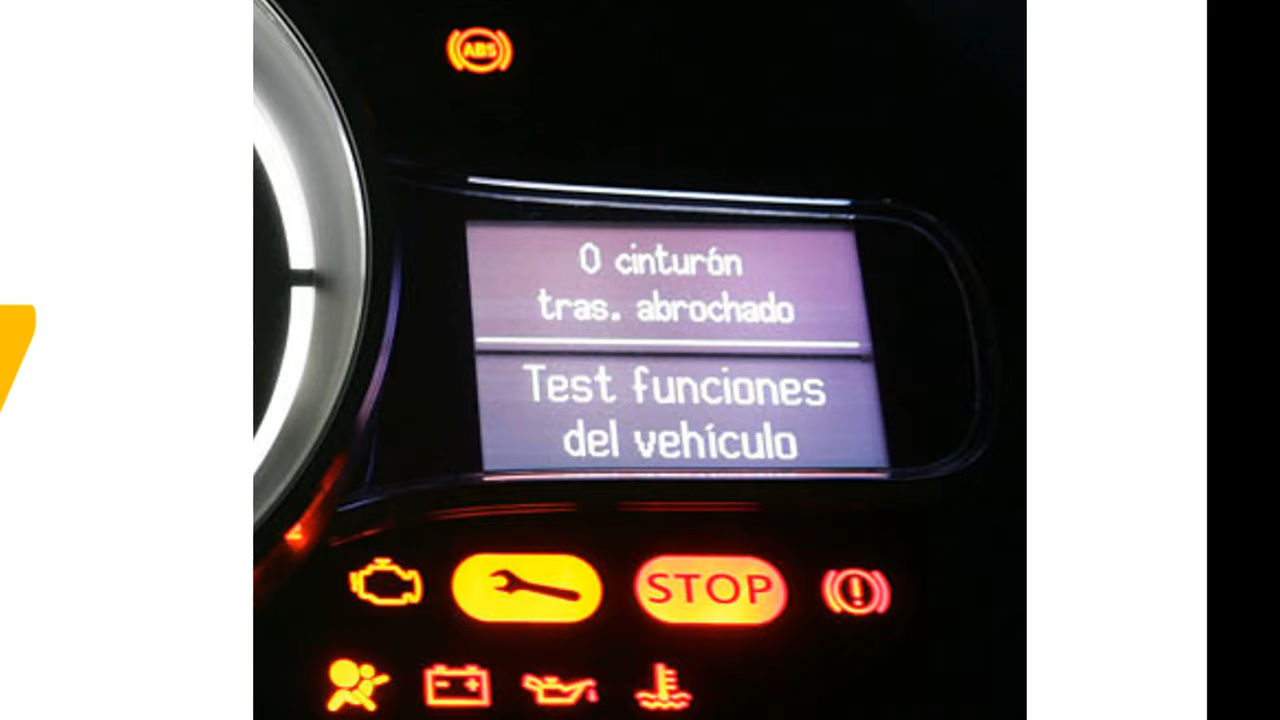 ABS
0 cinturón
tras. abrochado
Test funciones
del vehículo
STOP